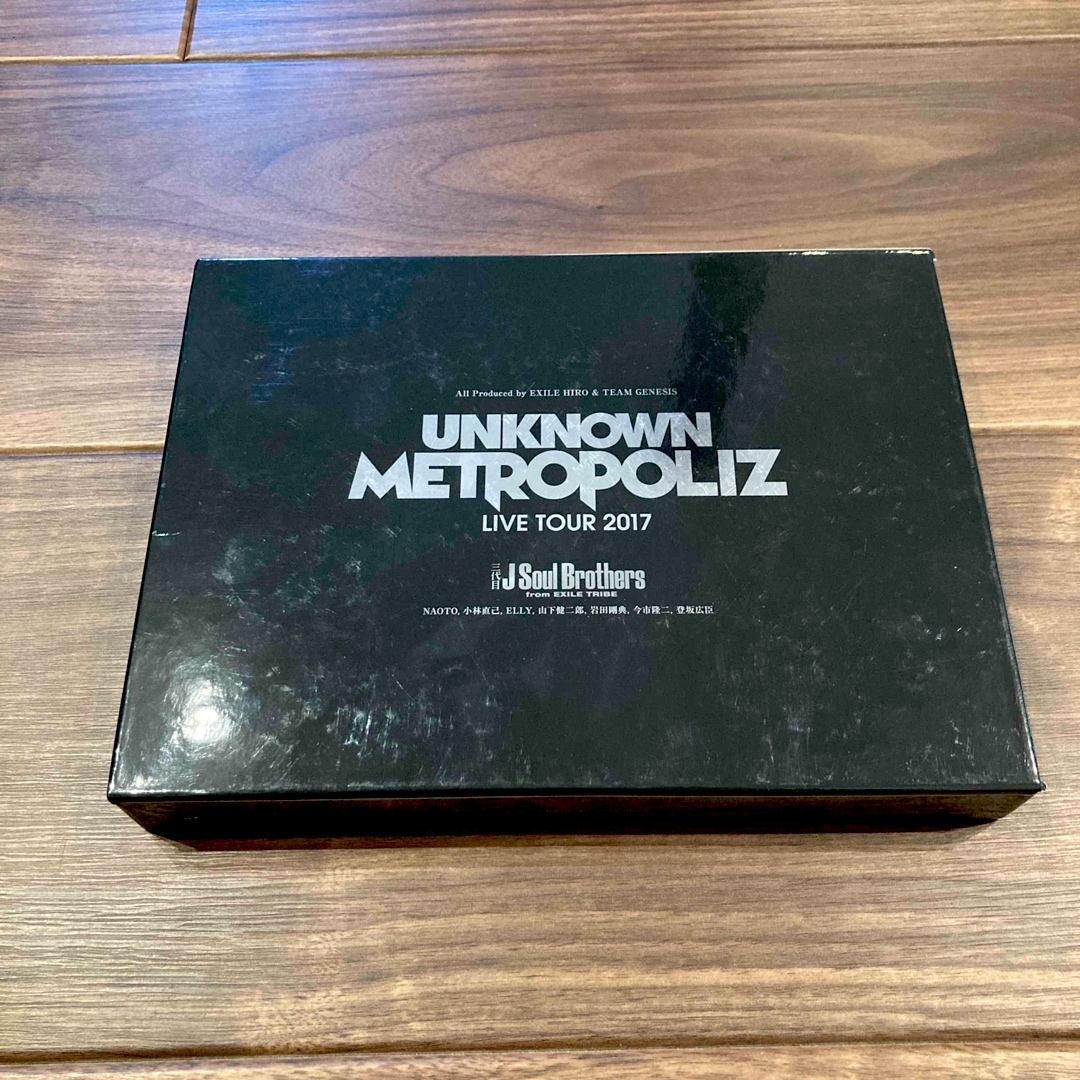 All Produced by EXILE HIRO & TEAM GENESIS
UNKNOWN
METROPOLIZ
LIVE TOUR 2017
三代目 J Soul Brothers
from EXILE TRIBE
NAOTO, 小林直己, ELLY, 山下健二郎, 岩田剛典, 今市隆二, 登坂広臣